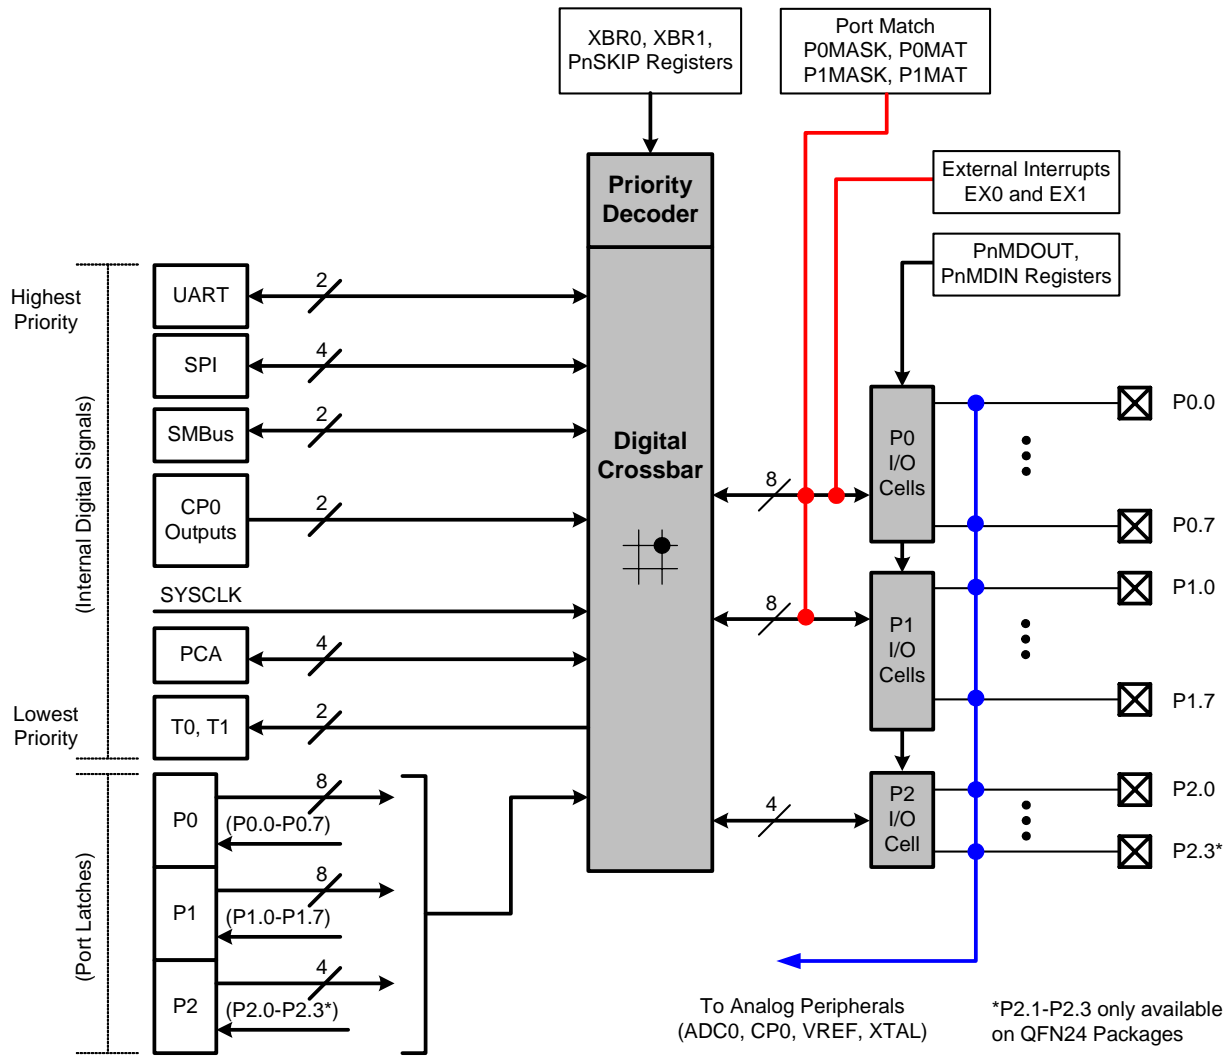 XBR0, XBR1,
PnSKIP Registers
Port Match
P0MASK, P0MAT
P1MASK, P1MAT
External Interrupts
EX0 and EX1
PnMDOUT,
PnMDIN Registers
Priority
Decoder
Digital
Crossbar
Highest
Priority
(Internal Digital Signals)
Lowest
Priority
UART
2
SPI
4
SMBus
2
CP0
Outputs
2
SYSCLK
PCA
4
T0, T1
2
(Port Latches)
P0
8
(P0.0-P0.7)
P1
8
(P1.0-P1.7)
P2
4
(P2.0-P2.3*)
8
P0
I/O
Cells
8
P1
I/O
Cells
4
P2
I/O
Cell
P0.0
P0.7
P1.0
P1.7
P2.0
P2.3*
To Analog Peripherals
(ADC0, CP0, VREF, XTAL)
*P2.1-P2.3 only available
on QFN24 Packages